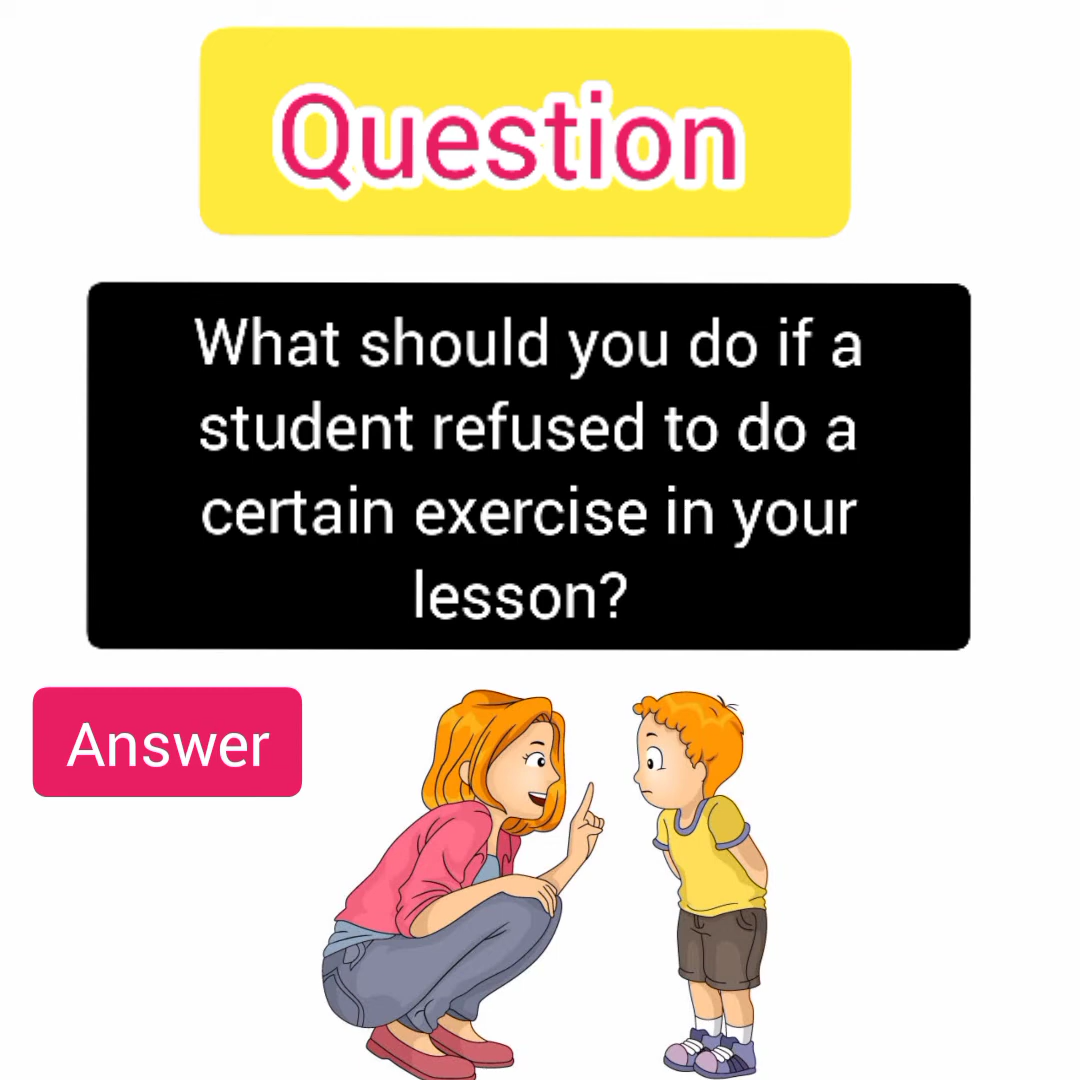 Question
What should you do if a
student refused to do a
certain exercise in your
lesson?
Answer